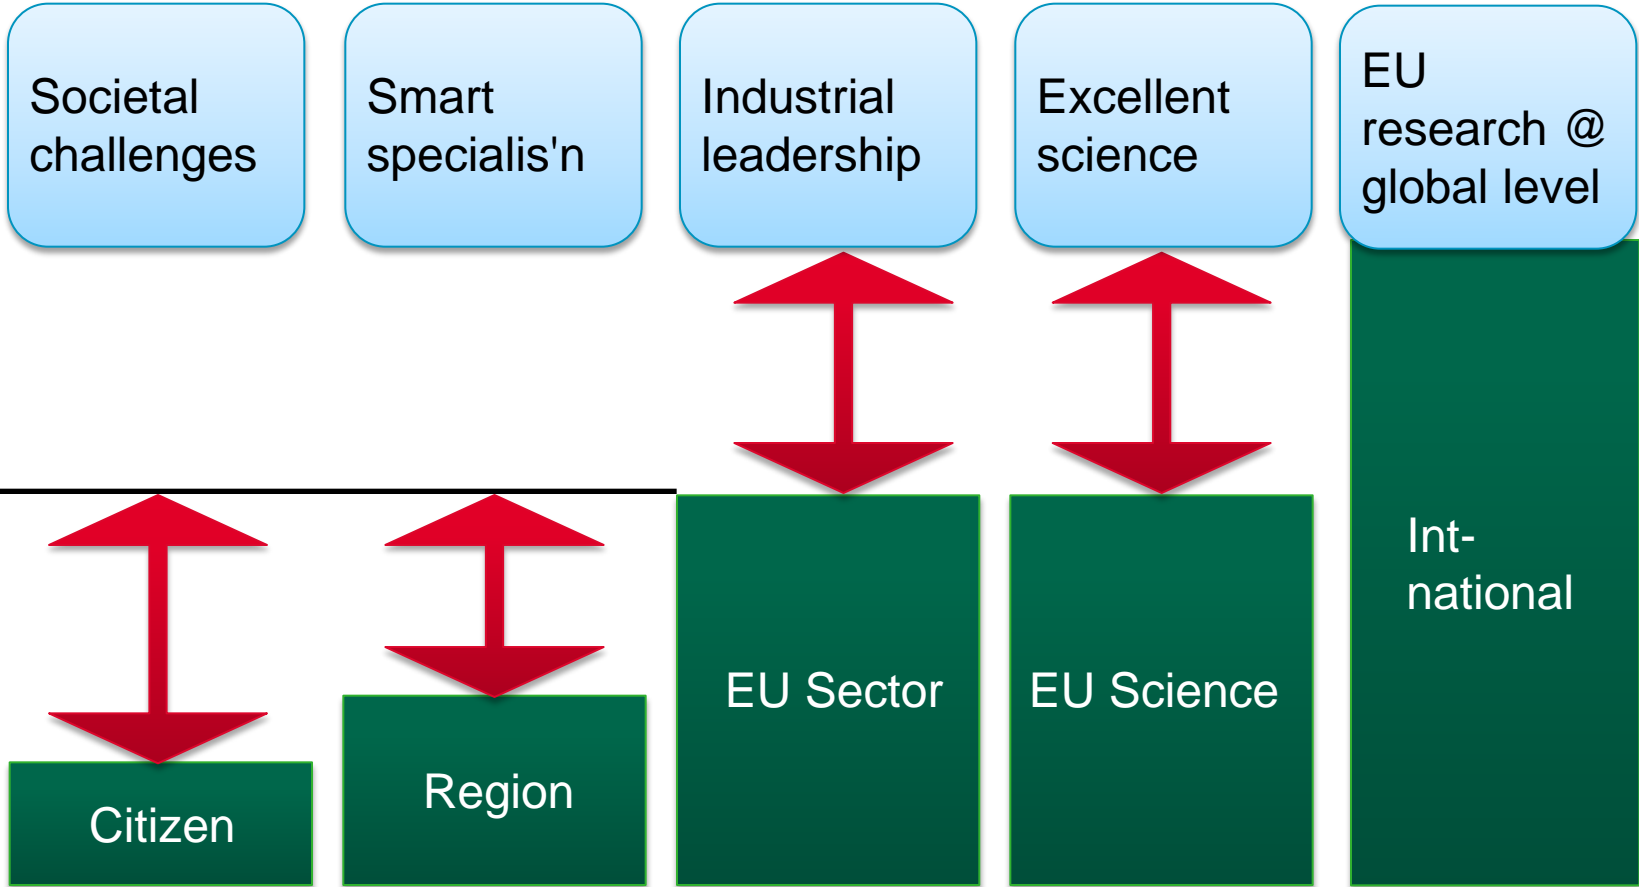 Societal
challenges
Smart
specialis'n
Industrial
leadership
Excellent
science
EU
research @
global level
Citizen
Region
EU Sector
EU Science
Int-
national